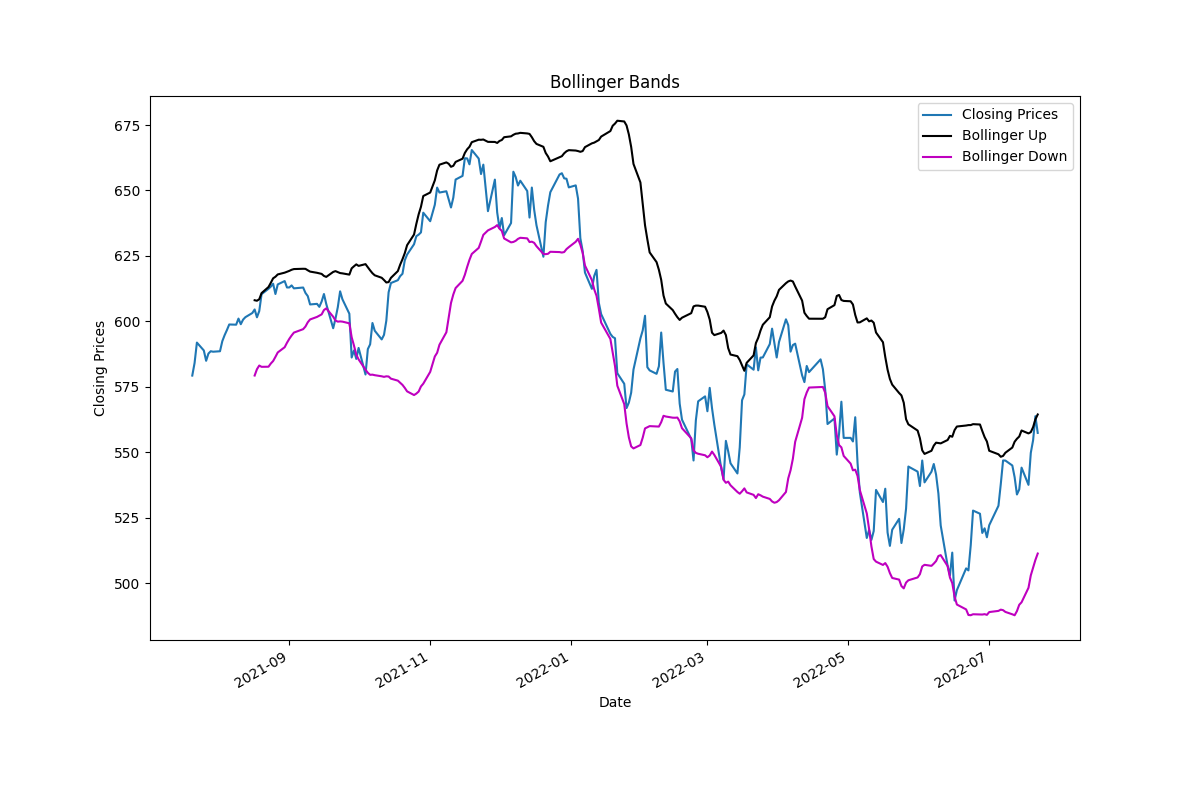 Bollinger Bands
Closing Prices
Bollinger Up
Bollinger Down
Closing Prices
675
650
625
600
575
550
525
500
2021-09
2021-11
2022-01
2022-03
2022-05
2022-07
Date